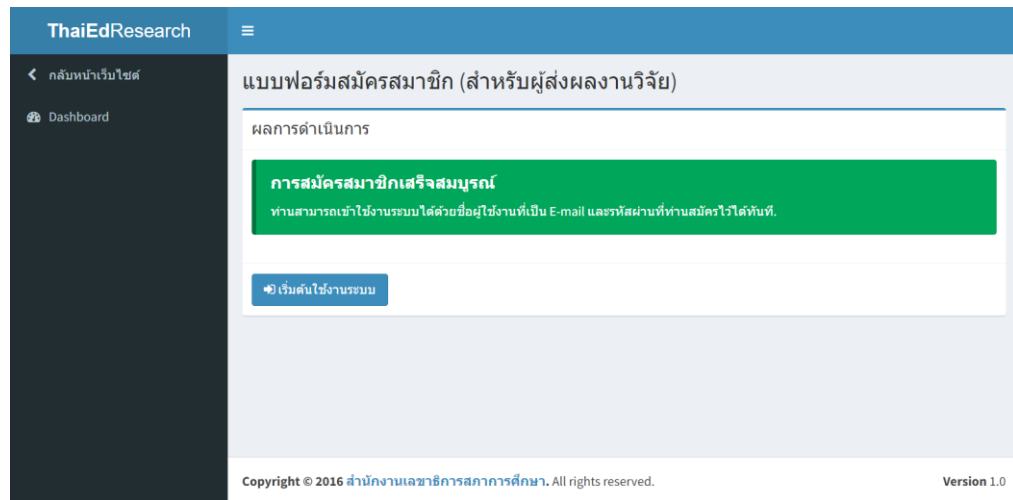 ThaiEdResearch
กลับหน้าเว็บไซต์
Dashboard
แบบฟอร์มสมัครสมาชิก (สำหรับผู้ส่งผลงานวิจัย)
ผลการดำเนินการ
การสมัครสมาชิกเสร็จสมบูรณ์
ท่านสามารถเข้าใช้งานระบบได้ด้วยชื่อผู้ใช้งานที่เป็น E-mail และรหัสผ่านที่ท่านสมัครไว้ได้ทันที.
เริ่มต้นใช้งานระบบ
Copyright © 2016 สำนักงานเลขาธิการสภาการศึกษา. All rights reserved.
Version 1.0